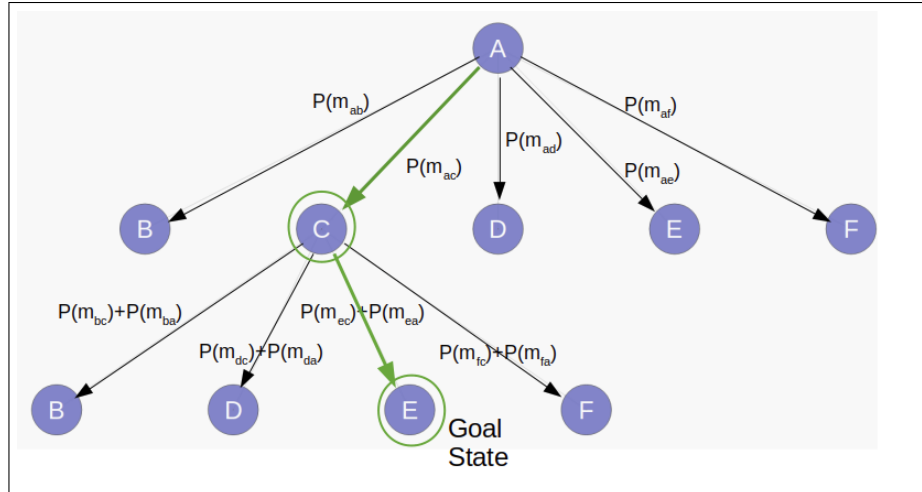 A
P(m_ab)
P(m_af)
P(m_ad)
P(m_ac)
P(m_ae)
B
C
D
E
F
P(m_bc)+P(m_ba)
P(m_ec)+P(m_ea)
P(m_dc)+P(m_da)
P(m_fc)+P(m_fa)
B
D
E
F
Goal
State